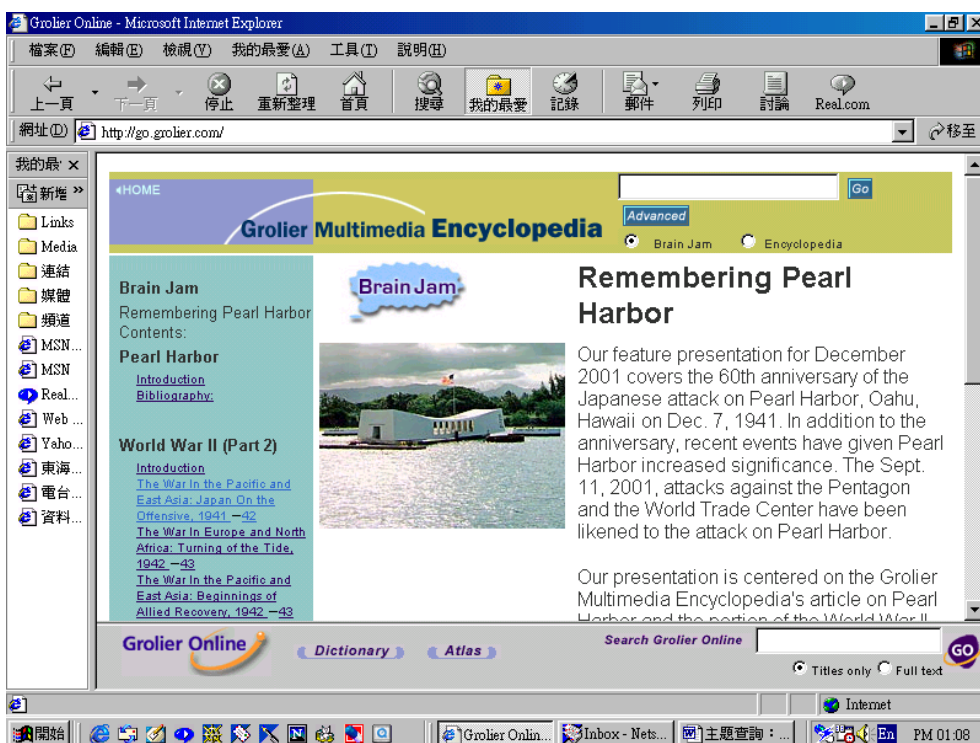 Grolier Online - Microsoft Internet Explorer
檔案(F) 編輯(E) 檢視(V) 我的最愛(A) 工具(T) 說明(H)
上一頁 下一頁 停止 重新整理 首頁 搜尋 我的最愛 記錄 郵件 列印 討論 Real.com
網址(D) http://go.grolier.com/ 移至
我的最
新增 »
Links
Media
連結
媒體
頻道
MSN...
MSN
Real...
Web ...
Yaho...
東海...
電台...
資料...
HOME
Grolier Multimedia Encyclopedia
Go
Advanced
Brain Jam Encyclopedia
Brain Jam
Remembering Pearl Harbor
Contents:
Pearl Harbor
Introduction
Bibliography:
World War II (Part 2)
Introduction
The War In the Pacific and
East Asia: Japan On the
Offensive, 1941 –42
The War In Europe and North
Africa: Turning of the Tide,
1942 –43
The War In the Pacific and
East Asia: Beginnings of
Allied Recovery, 1942 –43
Brain Jam
Remembering Pearl
Harbor
Our feature presentation for December
2001 covers the 60th anniversary of the
Japanese attack on Pearl Harbor, Oahu,
Hawaii on Dec. 7, 1941. In addition to the
anniversary, recent events have given Pearl
Harbor increased significance. The Sept.
11, 2001, attacks against the Pentagon
and the World Trade Center have been
likened to the attack on Pearl Harbor.
Our presentation is centered on the Grolier
Multimedia Encyclopedia's article on Pearl
Harbor and the portion of the World War II
Grolier Online Dictionary Atlas Search Grolier Online GO
Titles only Full text
Internet
開始 Grolier Onlin... Inbox - Nets... 主題查詢：... En PM 01:08